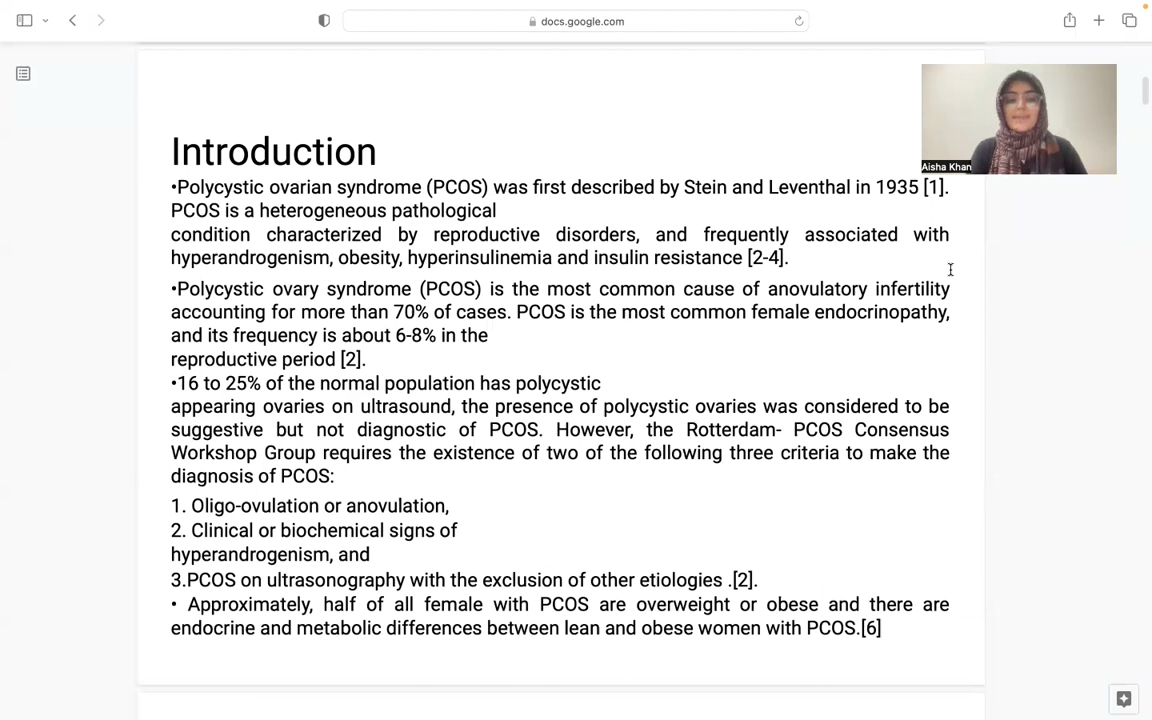 docs.google.com
Introduction
Aisha Khan
•Polycystic ovarian syndrome (PCOS) was first described by Stein and Leventhal in 1935 [1].
PCOS is a heterogeneous pathological
condition characterized by reproductive disorders, and frequently associated with
hyperandrogenism, obesity, hyperinsulinemia and insulin resistance [2-4].
•Polycystic ovary syndrome (PCOS) is the most common cause of anovulatory infertility
accounting for more than 70% of cases. PCOS is the most common female endocrinopathy,
and its frequency is about 6-8% in the
reproductive period [2].
•16 to 25% of the normal population has polycystic
appearing ovaries on ultrasound, the presence of polycystic ovaries was considered to be
suggestive but not diagnostic of PCOS. However, the Rotterdam- PCOS Consensus
Workshop Group requires the existence of two of the following three criteria to make the
diagnosis of PCOS:
1. Oligo-ovulation or anovulation,
2. Clinical or biochemical signs of
hyperandrogenism, and
3.PCOS on ultrasonography with the exclusion of other etiologies .[2].
• Approximately, half of all female with PCOS are overweight or obese and there are
endocrine and metabolic differences between lean and obese women with PCOS.[6]